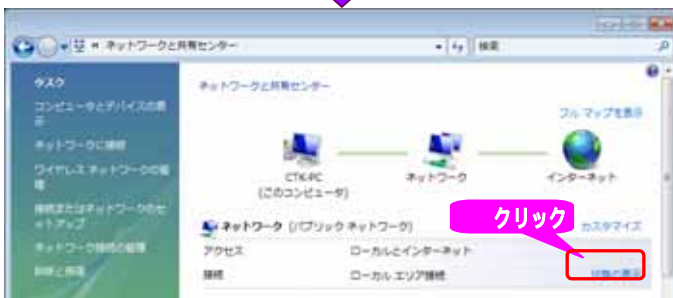 ネットワークと共有センター
検索
タスク
コンピュータとデバイスの表
示
ネットワークに接続
ワイヤレス ネットワークの管
理
接続またはネットワークのセ
ットアップ
ネットワーク接続の管理
診断と修復
ネットワークと共有センター
フル マップを表示
CTK-PC
(このコンピュータ)
ネットワーク
インターネット
ネットワーク (パブリック ネットワーク)
クリック
カスタマイズ
アクセス
ローカルとインターネット
接続
ローカル エリア接続
状態の表示